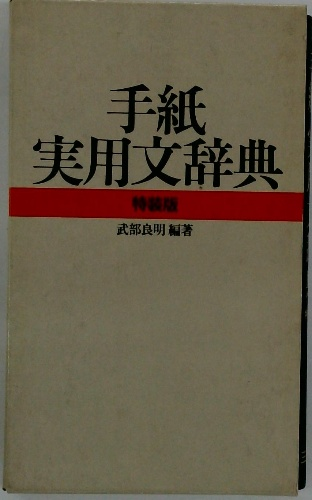 手紙
実用文辞典
特装版
武部良明 編著